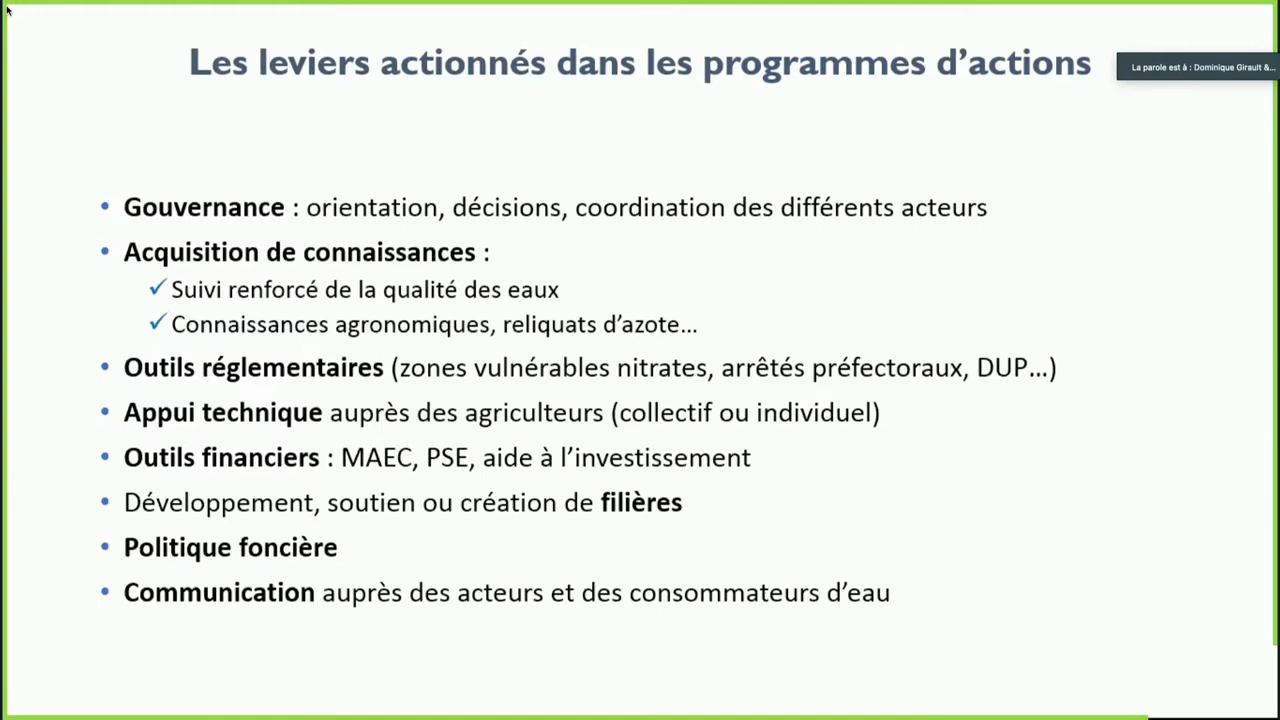 Les leviers actionnés dans les programmes d’actions
La parole est à : Dominique Girault &...
• Gouvernance : orientation, décisions, coordination des différents acteurs
• Acquisition de connaissances :
✓ Suivi renforcé de la qualité des eaux
✓ Connaissances agronomiques, reliquats d’azote…
• Outils réglementaires (zones vulnérables nitrates, arrêtés préfectoraux, DUP…)
• Appui technique auprès des agriculteurs (collectif ou individuel)
• Outils financiers : MAEC, PSE, aide à l’investissement
• Développement, soutien ou création de filières
• Politique foncière
• Communication auprès des acteurs et des consommateurs d’eau